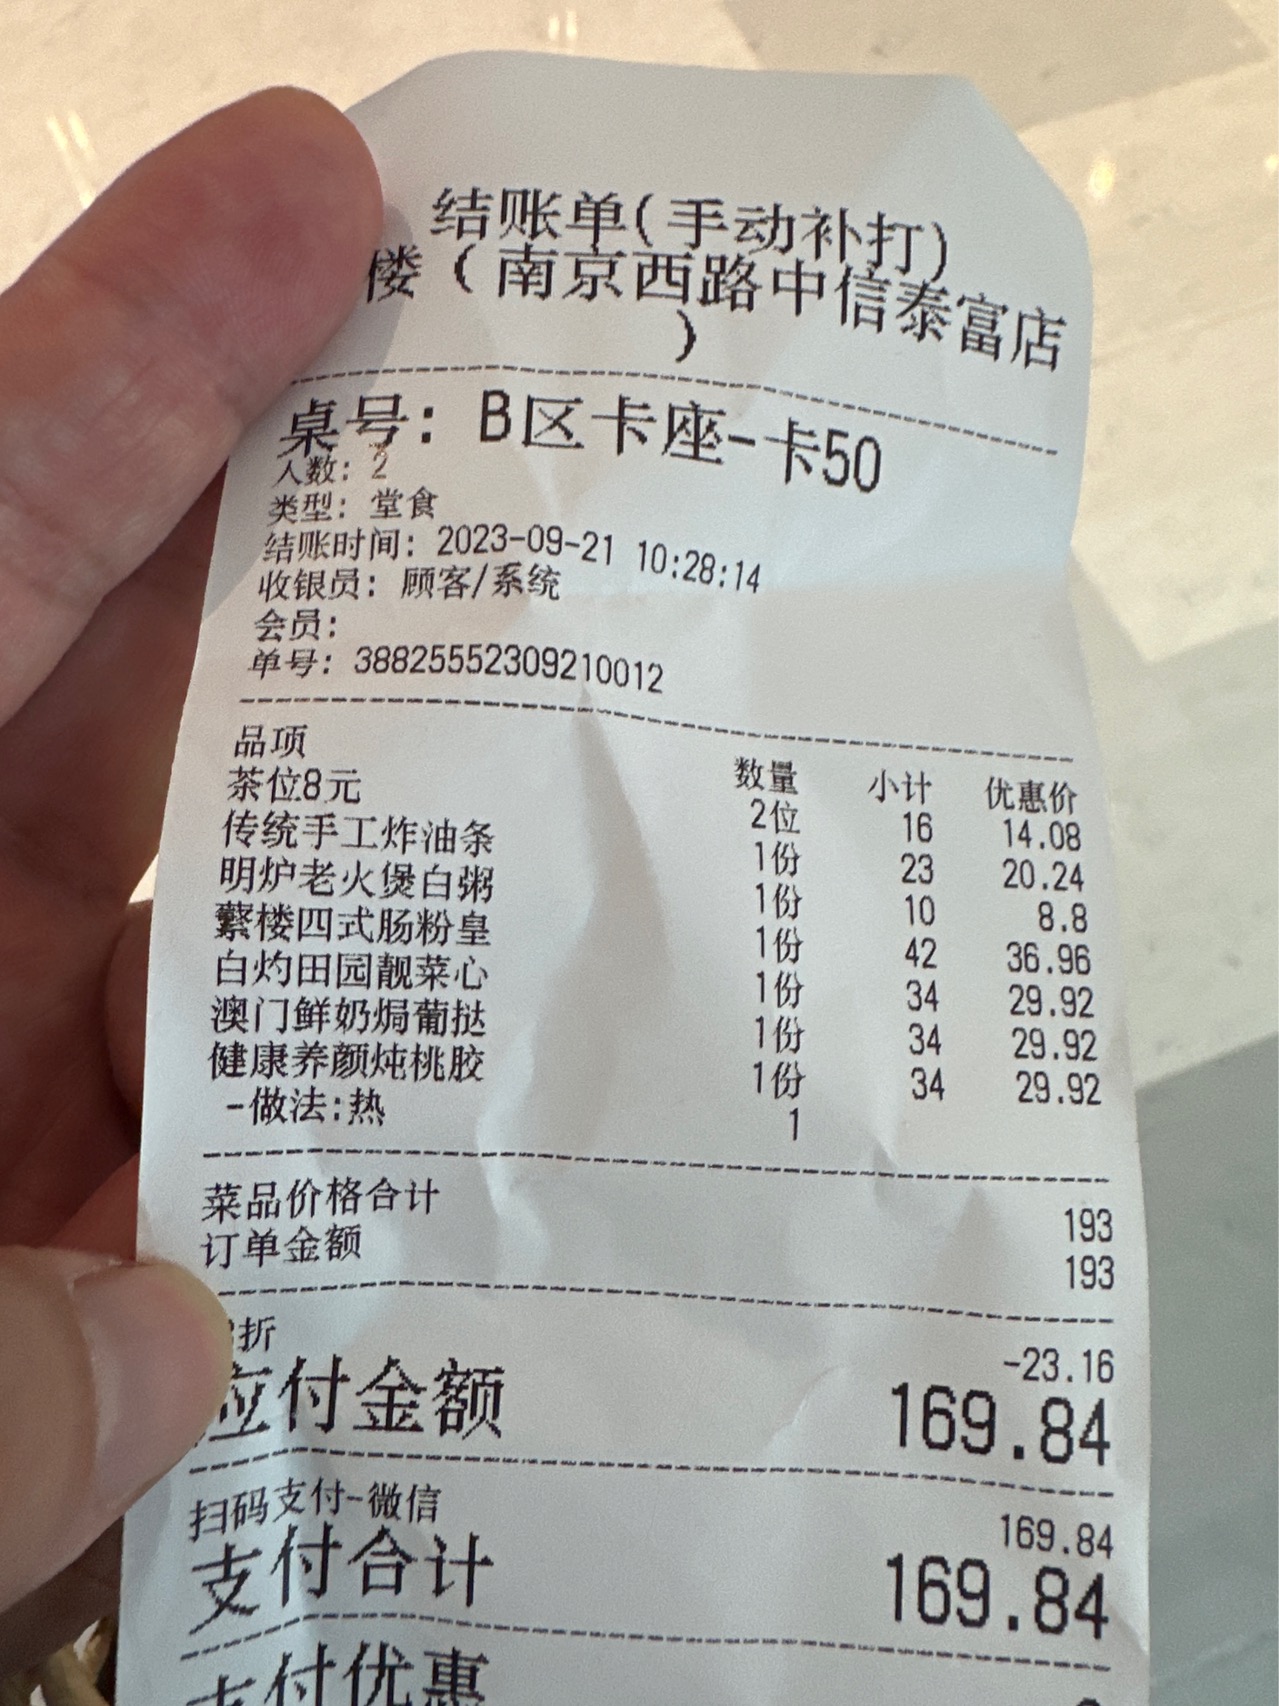 结账单(手动补打)
楼（南京西路中信泰富店
）
桌号: B区卡座-卡50
人数: 2
类型: 堂食
结账时间: 2023-09-21 10:28:14
收银员: 顾客/系统
会员:
单号: 38825552309210012
品项 数量 小计 优惠价
茶位8元 2位 16 14.08
传统手工炸油条 1份 23 20.24
明炉老火煲白粥 1份 10 8.8
蘩楼四式肠粉皇 1份 42 36.96
白灼田园靓菜心 1份 34 29.92
澳门鲜奶焗葡挞 1份 34 29.92
健康养颜炖桃胶 1份 34 29.92
-做法:热 1
菜品价格合计 193
订单金额 193
折 -23.16
应付金额 169.84
扫码支付-微信 169.84
支付合计 169.84
支付优惠